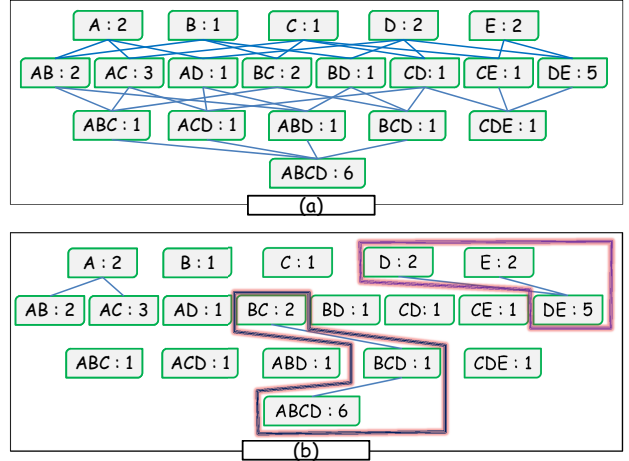 A : 2 B : 1 C : 1 D : 2 E : 2
AB : 2 AC : 3 AD : 1 BC : 2 BD : 1 CD: 1 CE : 1 DE : 5
ABC : 1 ACD : 1 ABD : 1 BCD : 1 CDE : 1
ABCD : 6
(a)
A : 2 B : 1 C : 1 D : 2 E : 2
AB : 2 AC : 3 AD : 1 BC : 2 BD : 1 CD: 1 CE : 1 DE : 5
ABC : 1 ACD : 1 ABD : 1 BCD : 1 CDE : 1
ABCD : 6
(b)